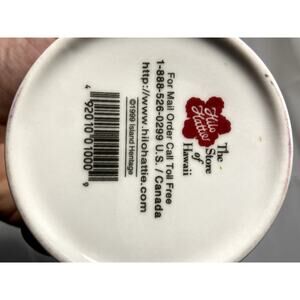 The
Hilo
Hattie
Store
of
Hawaii
For Mail Order Call Toll Free
1-888-526-0299 U.S. / Canada
http://www.hilohattie.com
©1999 Island Heritage
4 92010 01000 9